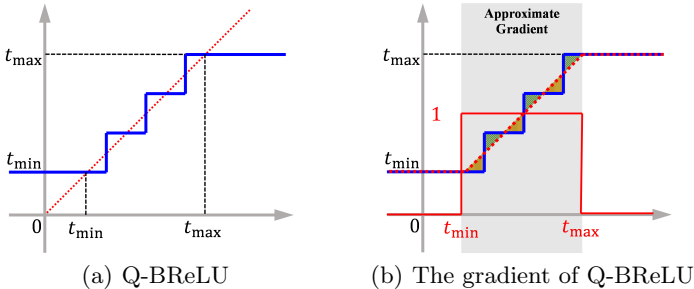 t_max
t_min
0
t_min
t_max
(a) Q-BReLU
Approximate
Gradient
t_max
1
t_min
0
t_min
t_max
(b) The gradient of Q-BReLU